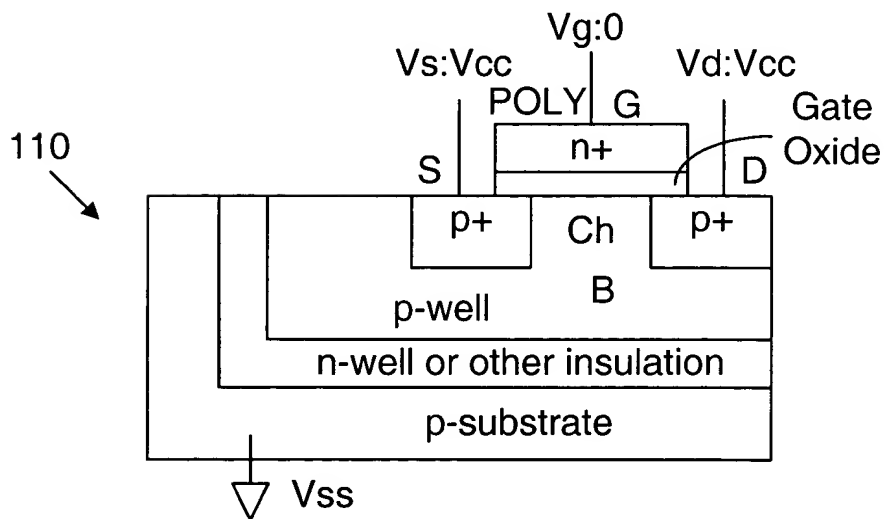 Vg:0
Vs:Vcc
Vd:Vcc
POLY
G
Gate
Oxide
110
n+
S
D
p+
Ch
p+
B
p-well
n-well or other insulation
p-substrate
Vss